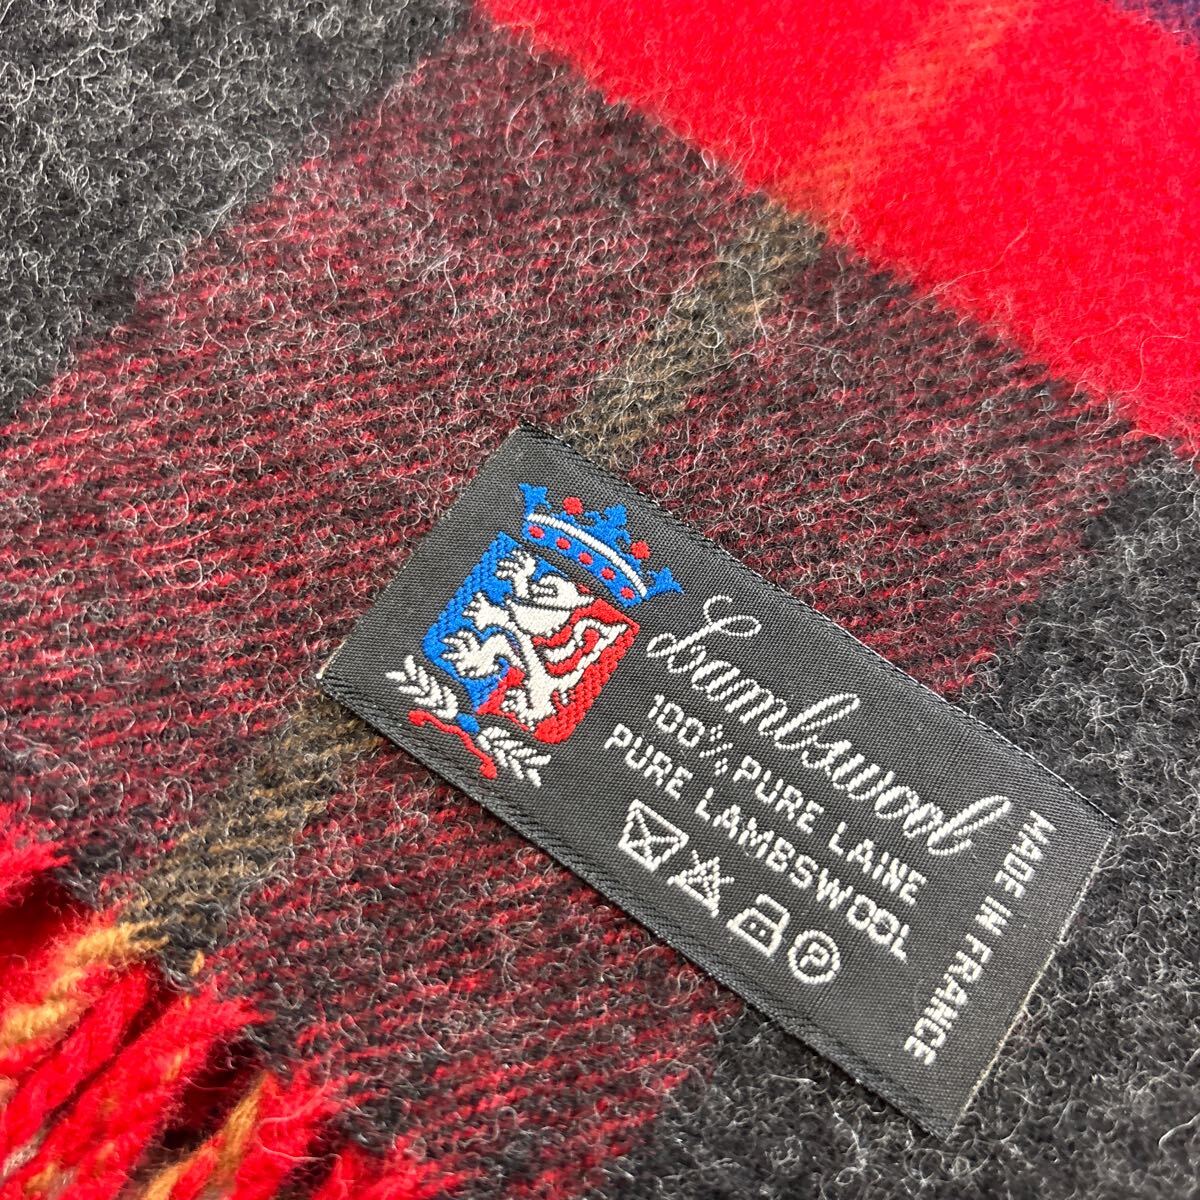 Lambswool
100% PURE LAINE
PURE LAMBSWOOL
P
MADE IN FRANCE